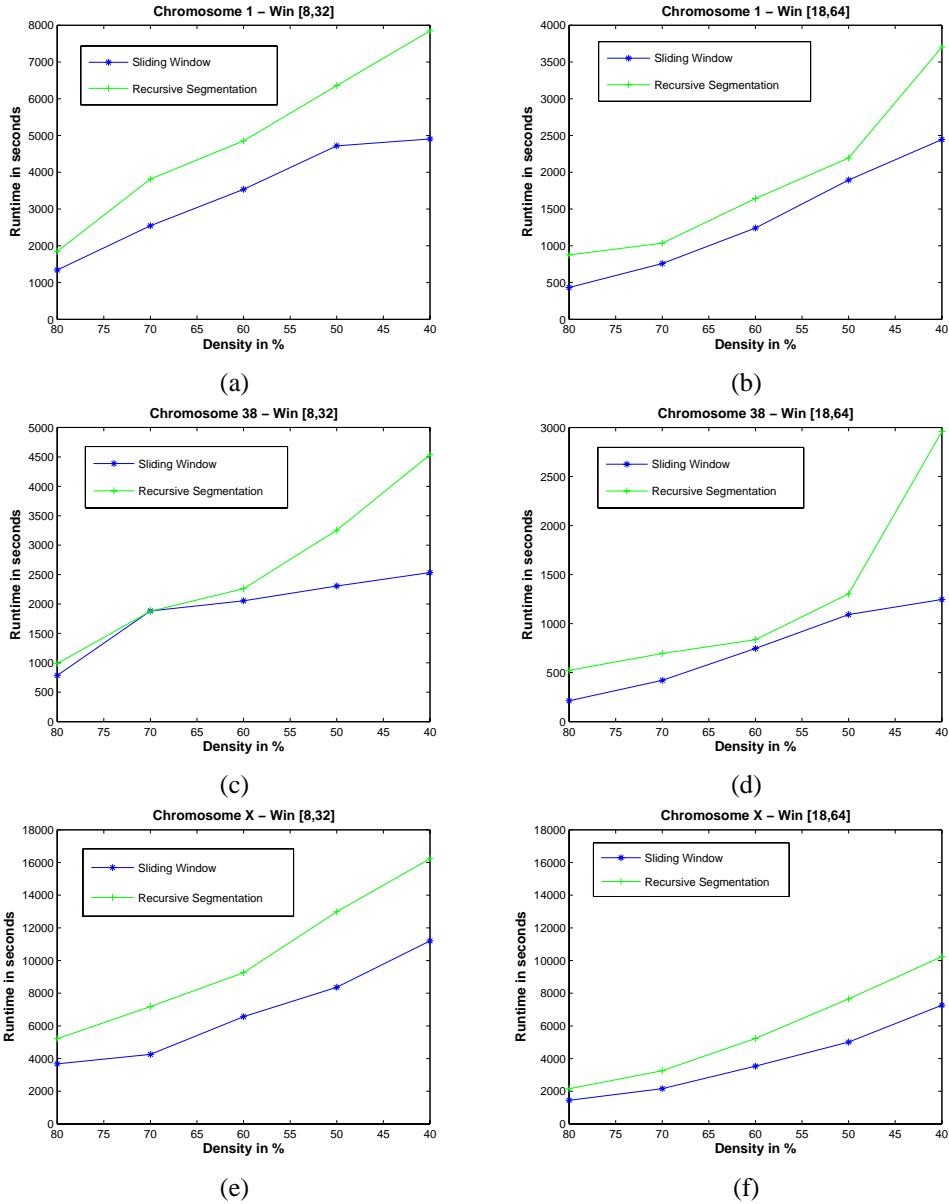 Chromosome 1 – Win [8,32]
8000
7000
6000
5000
4000
3000
2000
1000
0
Runtime in seconds
Sliding Window
Recursive Segmentation
80 75 70 65 60 55 50 45 40
Density in %
(a)
Chromosome 1 – Win [18,64]
4000
3500
3000
2500
2000
1500
1000
500
0
Runtime in seconds
Sliding Window
Recursive Segmentation
80 75 70 65 60 55 50 45 40
Density in %
(b)
Chromosome 38 – Win [8,32]
5000
4500
4000
3500
3000
2500
2000
1500
1000
500
0
Runtime in seconds
Sliding Window
Recursive Segmentation
80 75 70 65 60 55 50 45 40
Density in %
(c)
Chromosome 38 – Win [18,64]
3000
2500
2000
1500
1000
500
0
Runtime in seconds
Sliding Window
Recursive Segmentation
80 75 70 65 60 55 50 45 40
Density in %
(d)
Chromosome X – Win [8,32]
18000
16000
14000
12000
10000
8000
6000
4000
2000
0
Runtime in seconds
Sliding Window
Recursive Segmentation
80 75 70 65 60 55 50 45 40
Density in %
(e)
Chromosome X – Win [18,64]
18000
16000
14000
12000
10000
8000
6000
4000
2000
0
Runtime in seconds
Sliding Window
Recursive Segmentation
80 75 70 65 60 55 50 45 40
Density in %
(f)